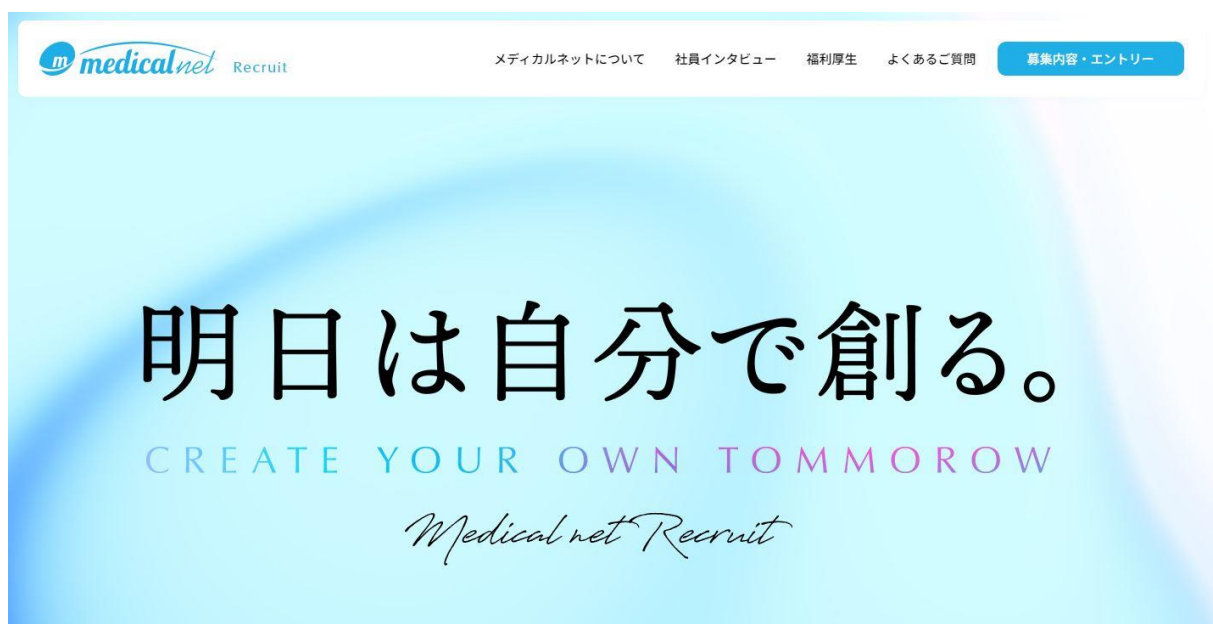 m medicalnet Recruit メディカルネットについて 社員インタビュー 福利厚生 よくあるご質問 募集内容・エントリー
明日は自分で創る。
CREATE YOUR OWN TOMMOROW
Medical net Recruit